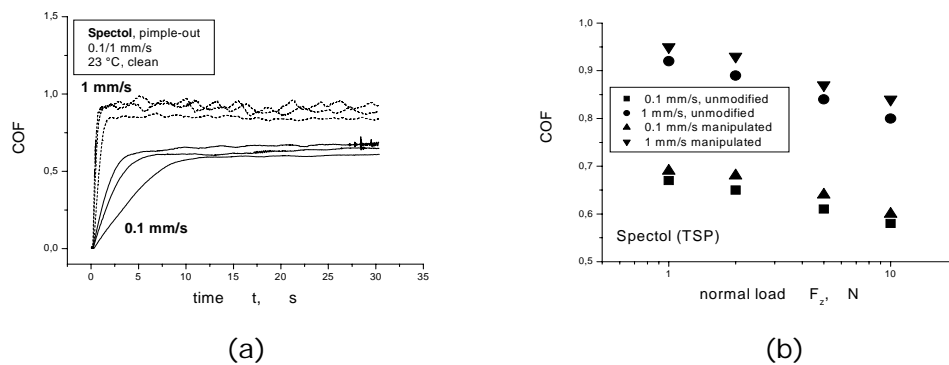 Spectol, pimple-out
0.1/1 mm/s
23 °C, clean
1,5
1 mm/s
1,0
COF
0,5
0.1 mm/s
0,0
0 5 10 15 20 25 30 35
time t, s
(a)
1,0
0,9
0,8
COF
0,7
0,6
0,5
0.1 mm/s, unmodified
1 mm/s, unmodified
0.1 mm/s manipulated
1 mm/s manipulated
Spectol (TSP)
1 10
normal load Fz, N
(b)